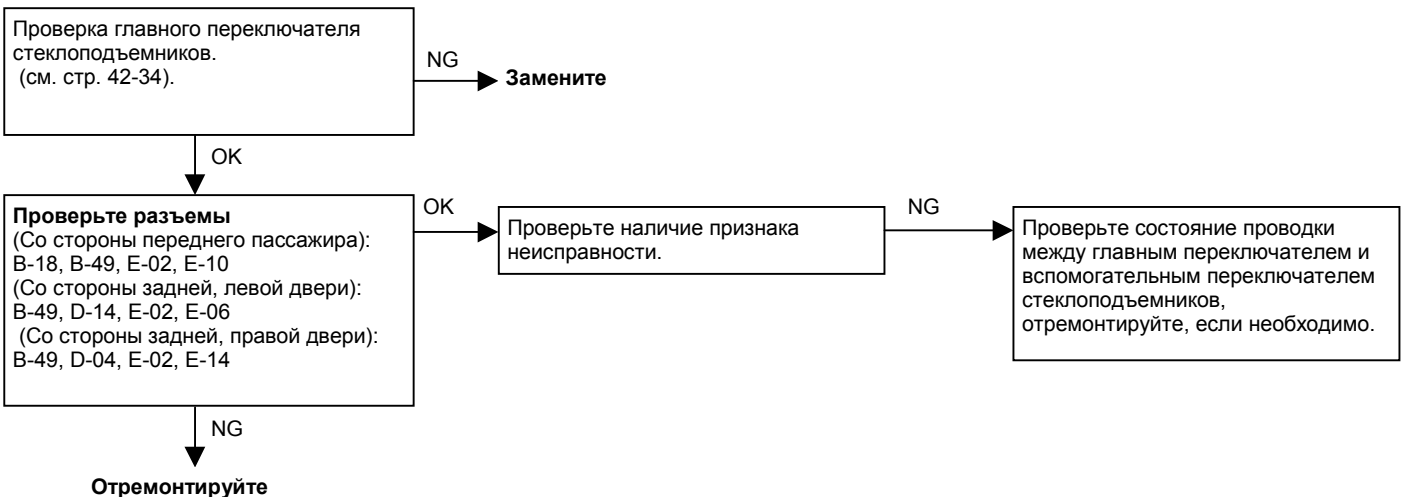 Проверка главного переключателя
стеклоподъемников.
(см. стр. 42-34).
NG
Замените
OK
Проверьте разъемы
(Со стороны переднего пассажира):
B-18, B-49, E-02, E-10
(Со стороны задней, левой двери):
B-49, D-14, E-02, E-06
(Со стороны задней, правой двери):
B-49, D-04, E-02, E-14
OK
Проверьте наличие признака
неисправности.
NG
Проверьте состояние проводки
между главным переключателем и
вспомогательным переключателем
стеклоподъемников,
отремонтируйте, если необходимо.
NG
Отремонтируйте